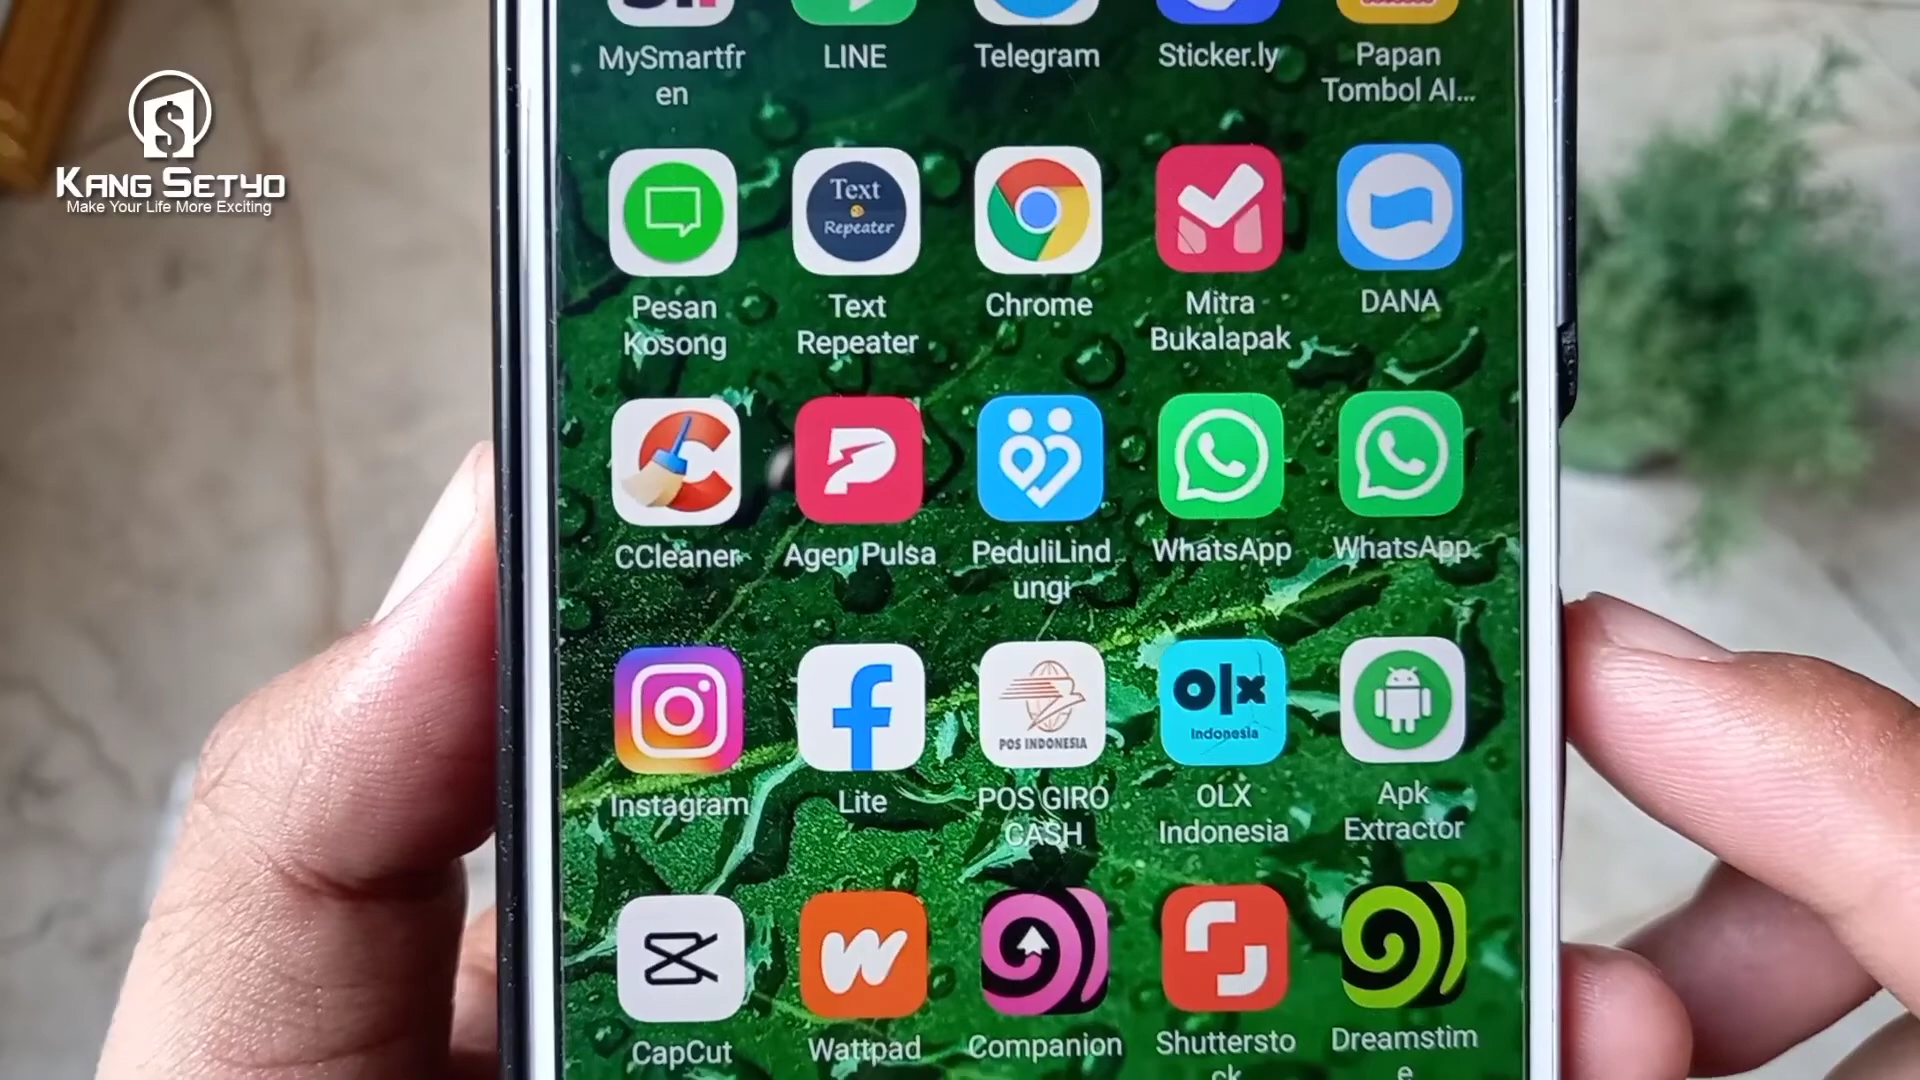 MySmartfr
en
LINE
Telegram
Sticker.ly
Papan
Tombol AI...
KANG SETYO
Make Your Life More Exciting
Text
Repeater
Pesan
Kosong
Text
Repeater
Chrome
Mitra
Bukalapak
DANA
CCleaner
Agen Pulsa
PeduliLind
ungi
WhatsApp
WhatsApp
POS INDONESIA
olx
Indonesia
Instagram
Lite
POS GIRO
CASH
OLX
Indonesia
Apk
Extractor
CapCut
Wattpad
Companion
Shuttersto
ck
Dreamstim
e